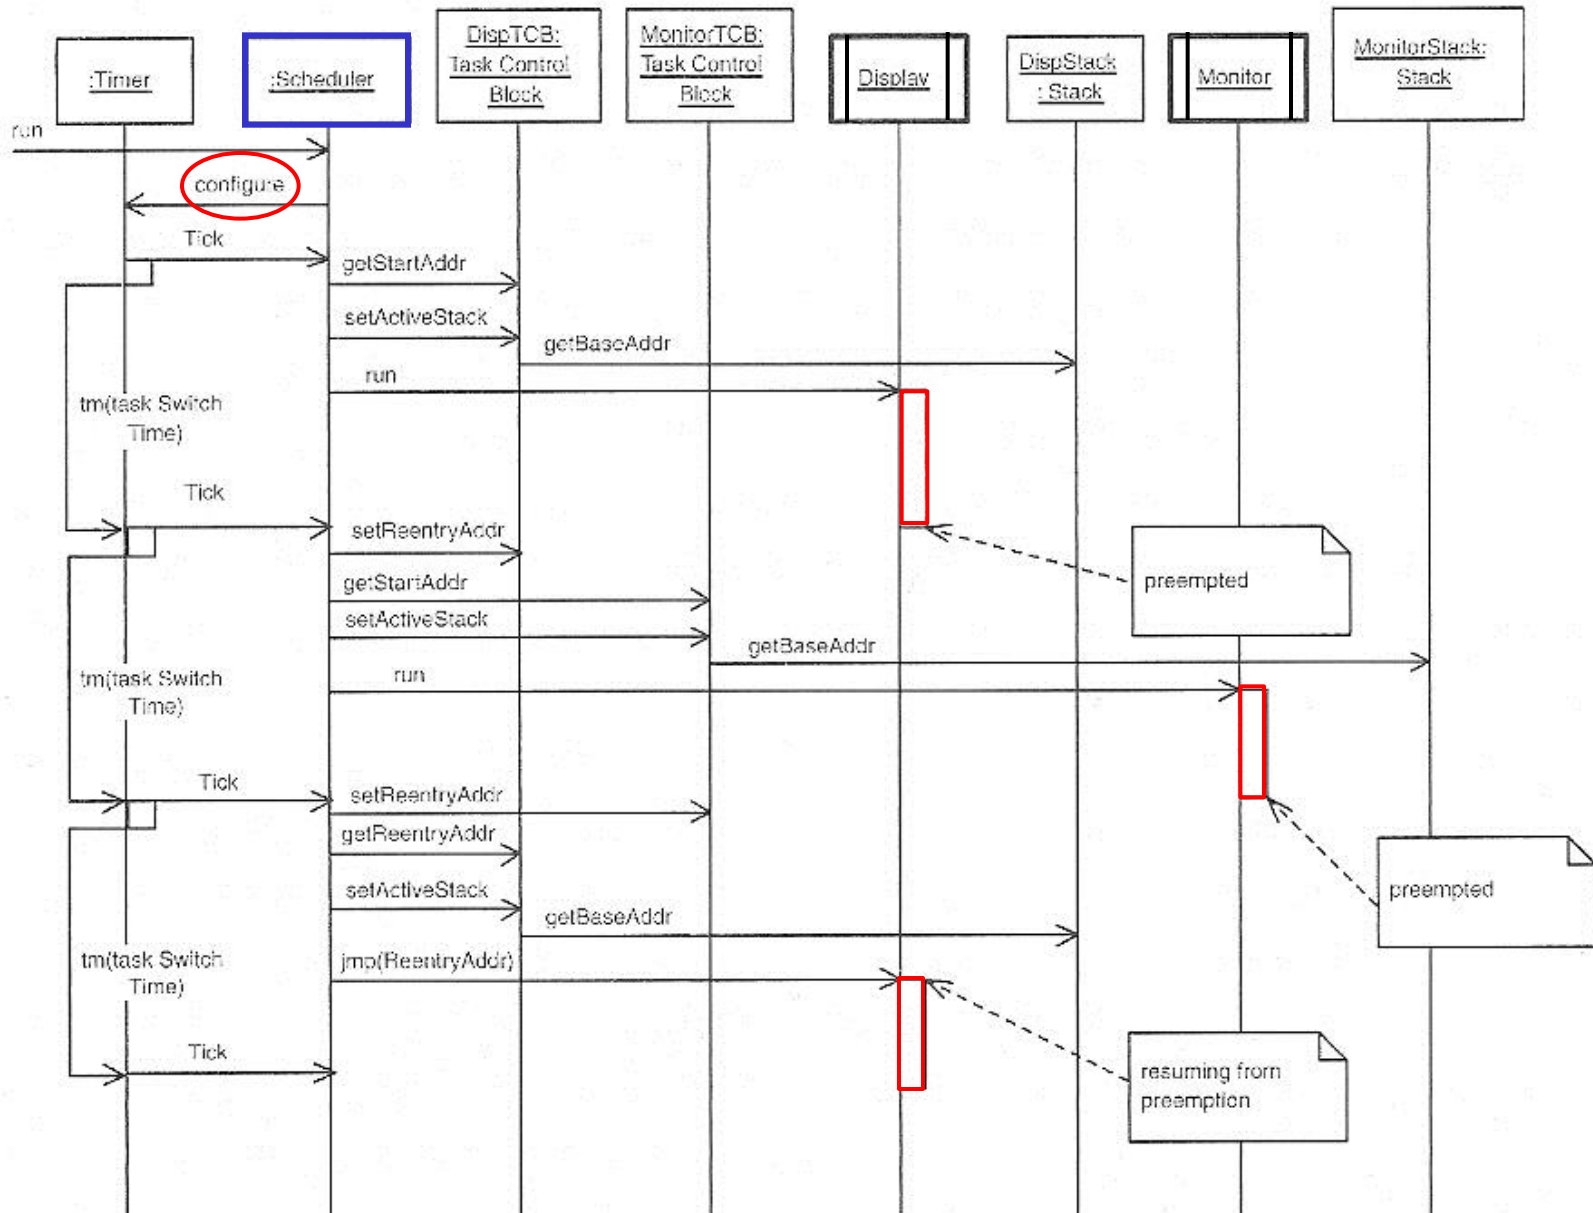 :Timer
:Scheduler
DispTCB:
Task Control
Block
MonitorTCB:
Task Control
Block
Display
DispStack
: Stack
Monitor
MonitorStack:
Stack
run
configure
Tick
getStartAddr
setActiveStack
getBaseAddr
run
tm(task Switch
Time)
Tick
setReentryAddr
preempted
getStartAddr
setActiveStack
getBaseAddr
run
tm(task Switch
Time)
Tick
setReentryAddr
getReentryAddr
setActiveStack
preempted
getBaseAddr
tm(task Switch
Time)
jmp(ReentryAddr)
Tick
resuming from
preemption